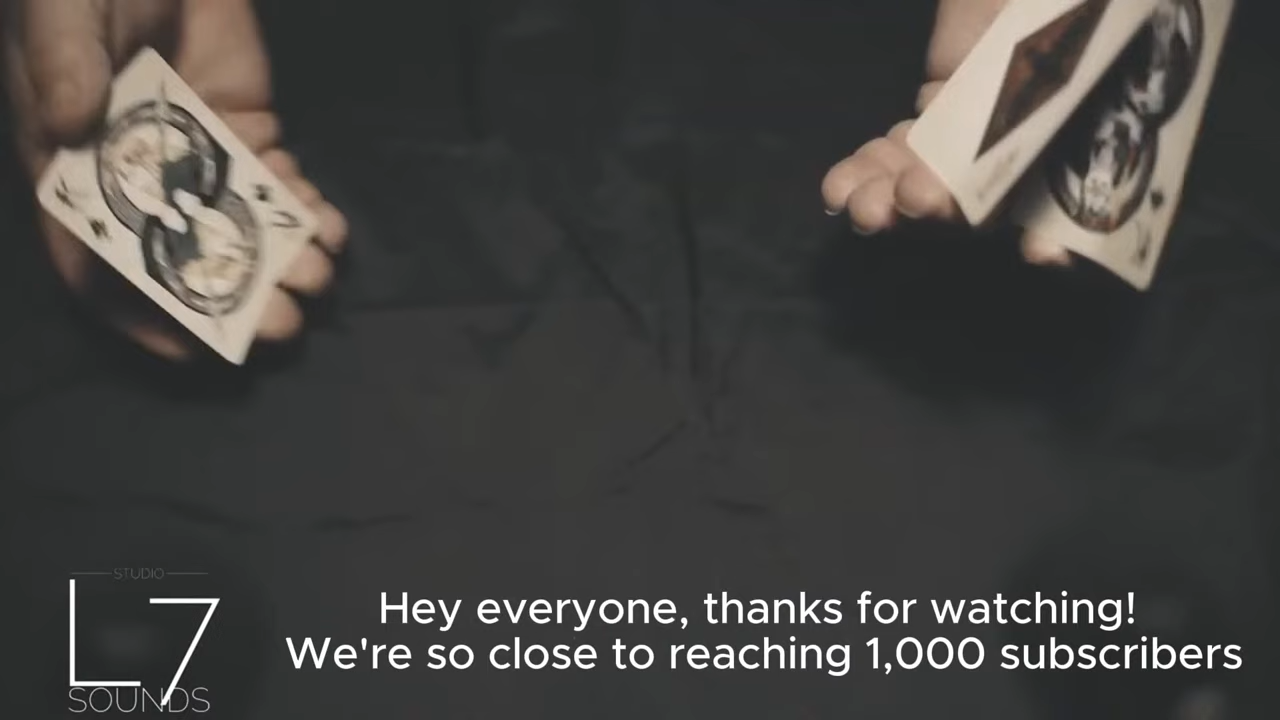 STUDIO
L7
SOUNDS
Hey everyone, thanks for watching!
We're so close to reaching 1,000 subscribers